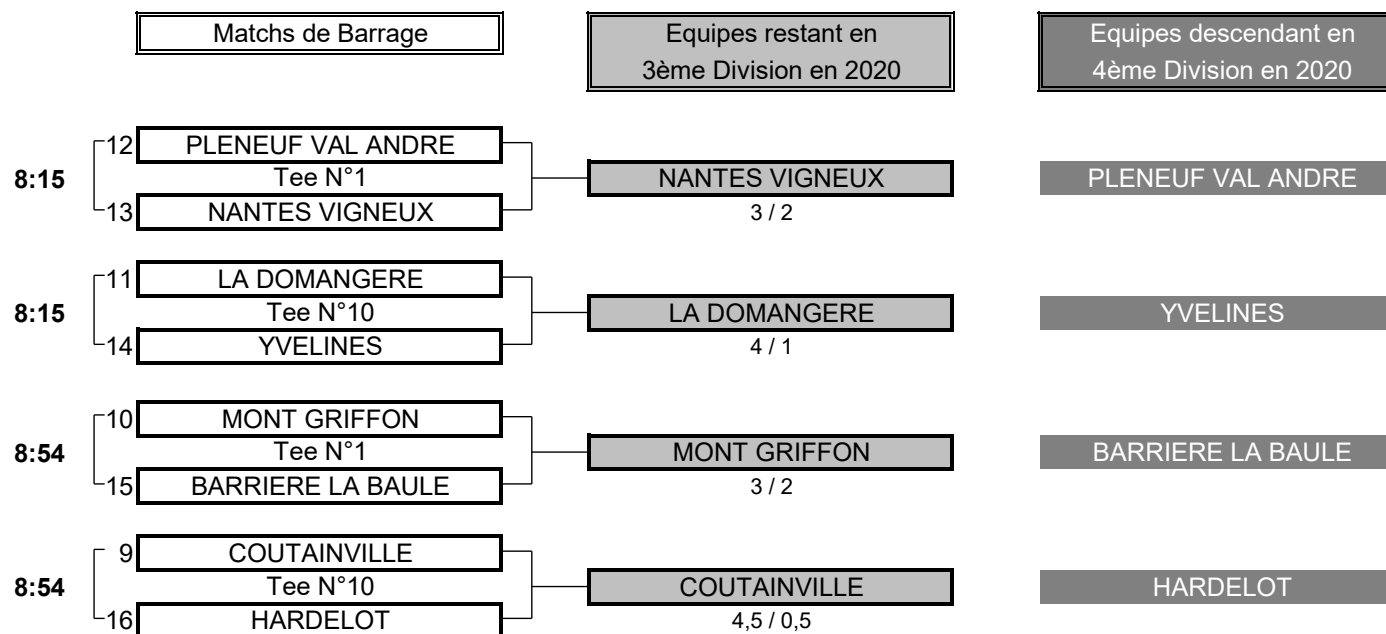 Matchs de Barrage
Equipes restant en
3ème Division en 2020
Equipes descendant en
4ème Division en 2020
12 PLENEUF VAL ANDRE
8:15 Tee N°1 NANTES VIGNEUX PLENEUF VAL ANDRE
13 NANTES VIGNEUX 3 / 2
11 LA DOMANGERE
8:15 Tee N°10 LA DOMANGERE YVELINES
14 YVELINES 4 / 1
10 MONT GRIFFON
8:54 Tee N°1 MONT GRIFFON BARRIERE LA BAULE
15 BARRIERE LA BAULE 3 / 2
9 COUTAINVILLE
8:54 Tee N°10 COUTAINVILLE HARDELOT
16 HARDELOT 4,5 / 0,5